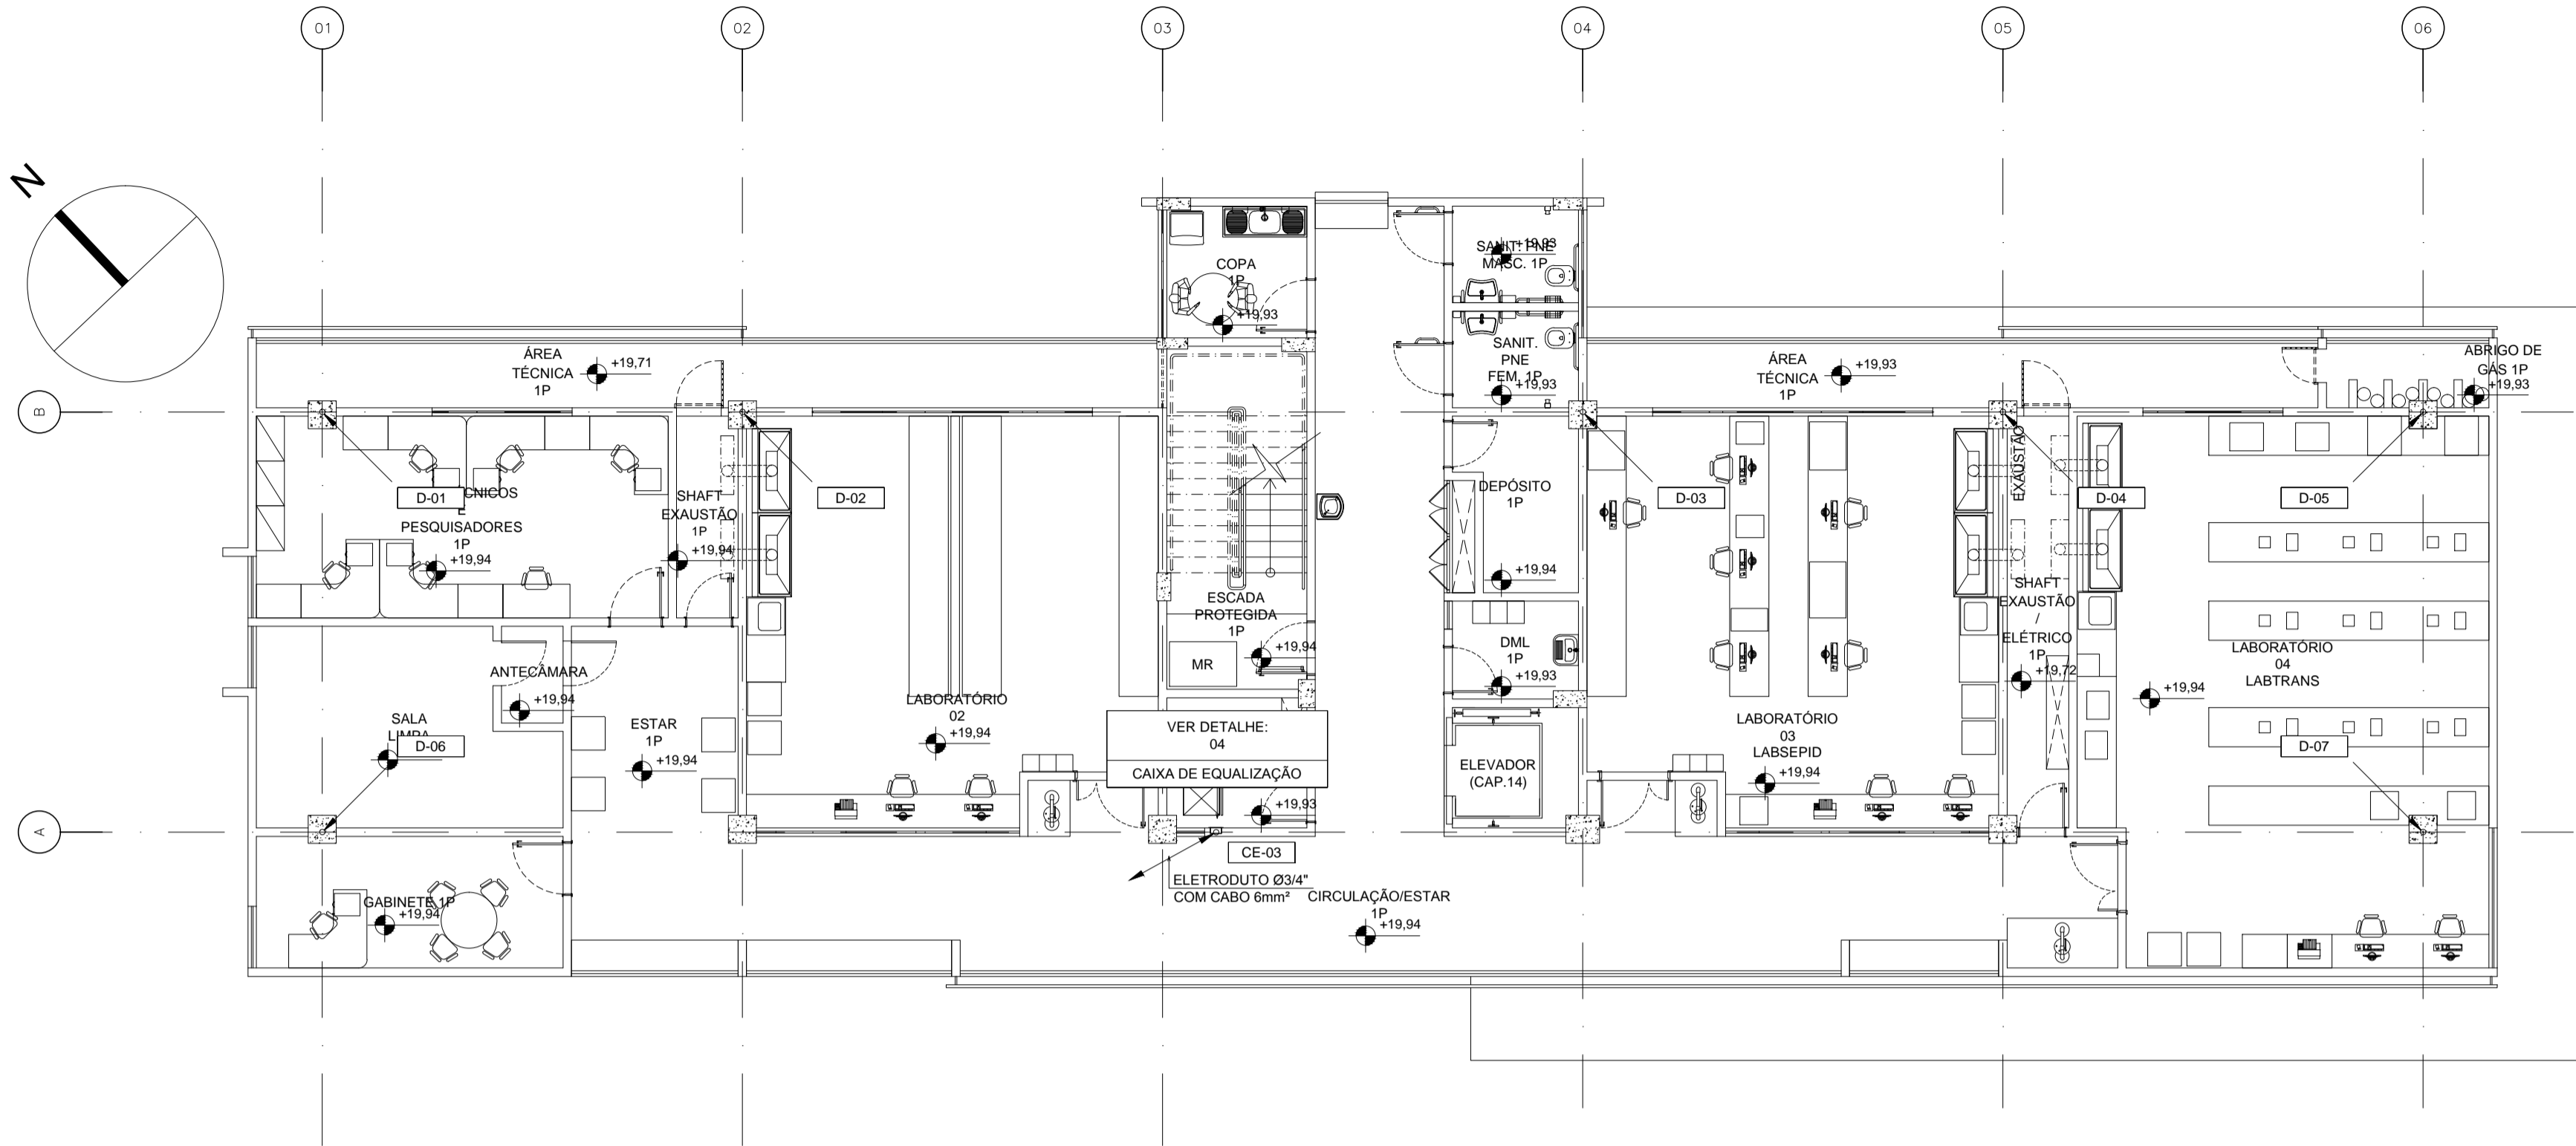 01
02
03
04
05
06
N
B
A
COPA
1P
+19,93
SANIT. PNE
MASC. 1P
+19,93
SANIT.
PNE
FEM. 1P
+19,93
ÁREA
TÉCNICA
1P
+19,71
ÁREA
TÉCNICA
1P
+19,93
ABRIGO DE
GÁS 1P
+19,93
D-01
CNICOS
E
PESQUISADORES
1P
+19,94
SHAFT
EXAUSTÃO
1P
+19,94
D-02
DEPÓSITO
1P
+19,94
D-03
EXAUSTÃO
D-04
D-05
ESCADA
PROTEGIDA
1P
+19,94
MR
DML
1P
+19,93
SHAFT
EXAUSTÃO
/
ELÉTRICO
1P
+19,72
LABORATÓRIO
04
LABTRANS
+19,94
ANTECÂMARA
+19,94
SALA
LIMPA
D-06
ESTAR
1P
+19,94
LABORATÓRIO
02
+19,94
VER DETALHE:
04
CAIXA DE EQUALIZAÇÃO
+19,93
ELEVADOR
(CAP.14)
LABORATÓRIO
03
LABSEPID
+19,94
D-07
CE-03
ELETRODUTO Ø3/4"
COM CABO 6mm²
CIRCULAÇÃO/ESTAR
1P
+19,94
GABINETE 1P
+19,94